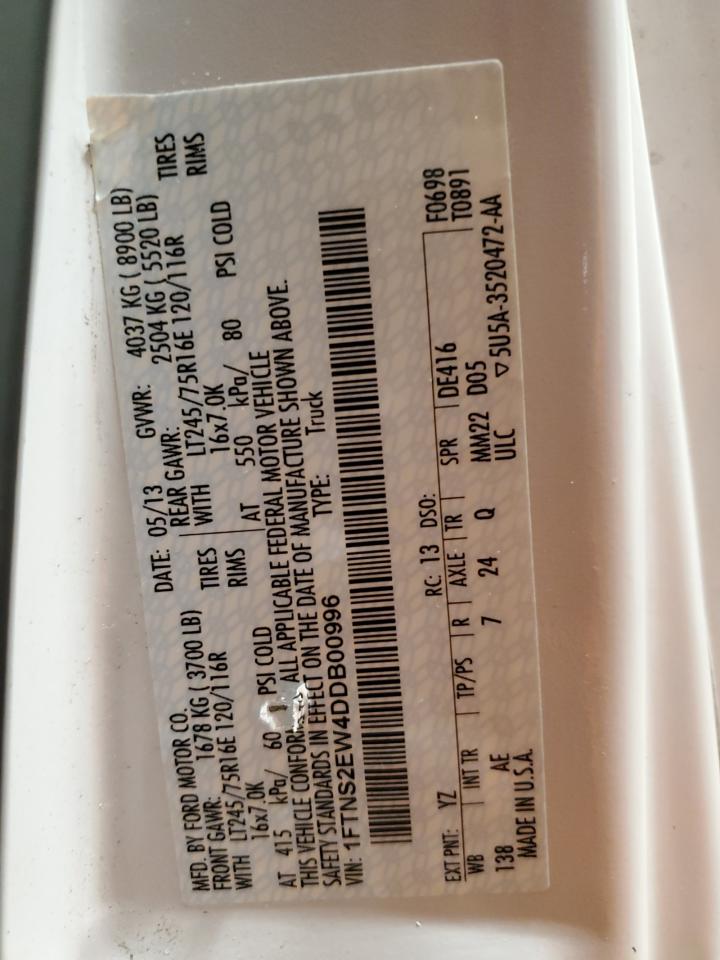 MFD. BY FORD MOTOR CO.
DATE: 05/13 GVWR: 4037 KG ( 8900 LB)
FRONT GAWR: 1678 KG ( 3700 LB)
REAR GAWR: 2504 KG ( 5520 LB)
WITH LT245/75R16E 120/116R TIRES
WITH LT245/75R16E 120/116R TIRES
16x7.0K RIMS
16x7.0K RIMS
AT 415 kPa/ 60 PSI COLD
AT 550 kPa/ 80 PSI COLD
THIS VEHICLE CONFORMS ALL APPLICABLE FEDERAL MOTOR VEHICLE
SAFETY STANDARDS IN EFFECT ON THE DATE OF MANUFACTURE SHOWN ABOVE.
VIN: 1FTNS2EW4DDB00996 TYPE: Truck
F0698
T0891
EXT PNT: YZ RC: 13 DSO:
WB INT TR TP/PS R AXLE TR SPR DE416
138 AE 7 24 Q MM22 D05
MADE IN U.S.A. ULC ▽5U5A-3520472-AA